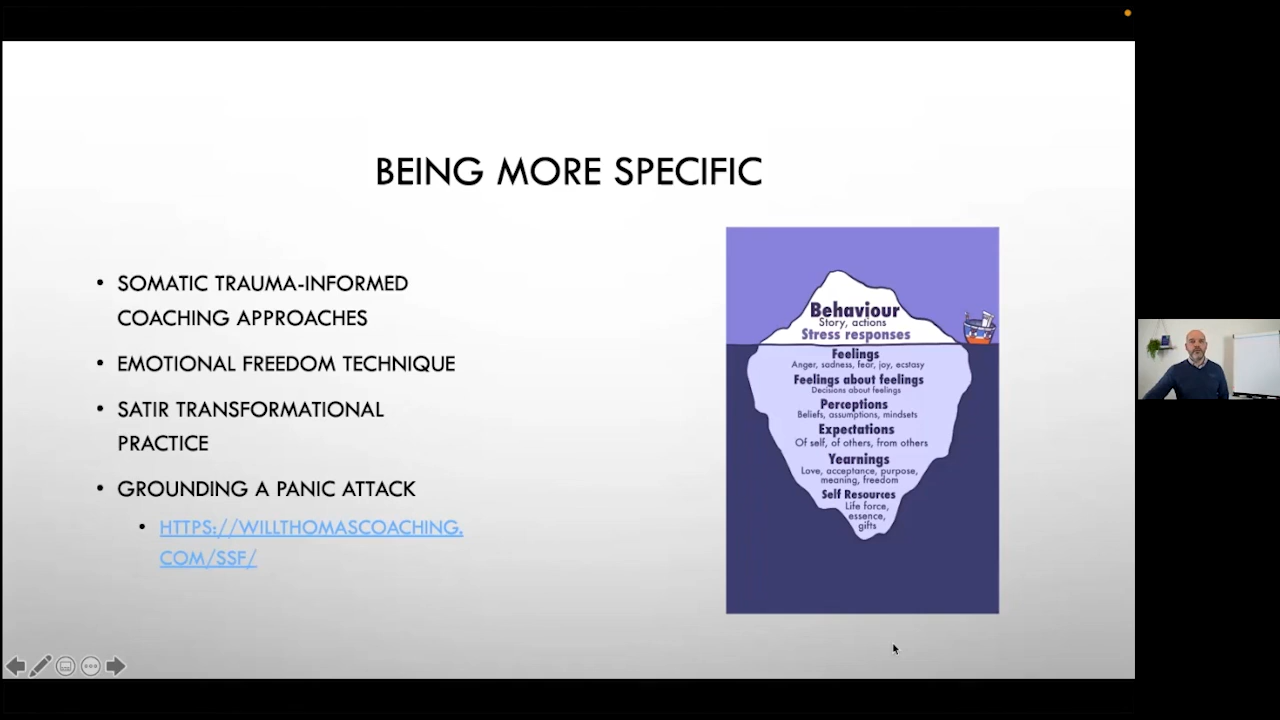 BEING MORE SPECIFIC
• SOMATIC TRAUMA-INFORMED
COACHING APPROACHES
• EMOTIONAL FREEDOM TECHNIQUE
• SATIR TRANSFORMATIONAL
PRACTICE
• GROUNDING A PANIC ATTACK
• HTTPS://WILLTHOMASCOACHING.
COM/SSF/
Behaviour
Story, actions
Stress responses
Feelings
Anger, sadness, fear, joy, ecstasy
Feelings about feelings
Decisions about feelings
Perceptions
Beliefs, assumptions, mindsets
Expectations
Of self, of others, from others
Yearnings
Love, acceptance, purpose,
meaning, freedom
Self Resources
Life force,
essence,
gifts